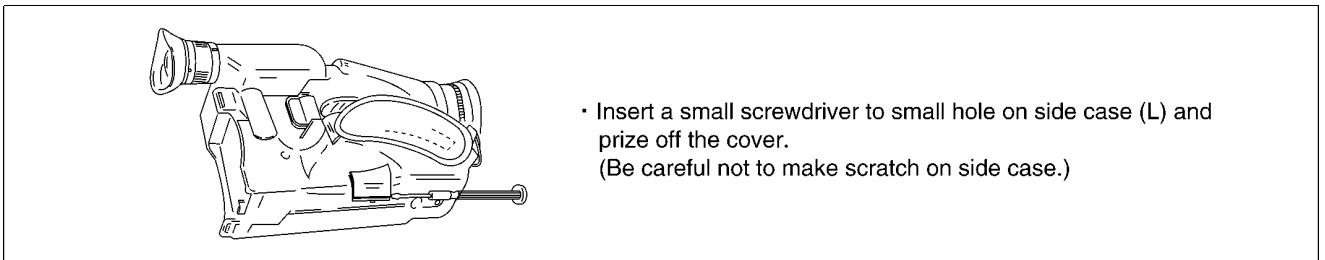 · Insert a small screwdriver to small hole on side case (L) and
prize off the cover.
(Be careful not to make scratch on side case.)